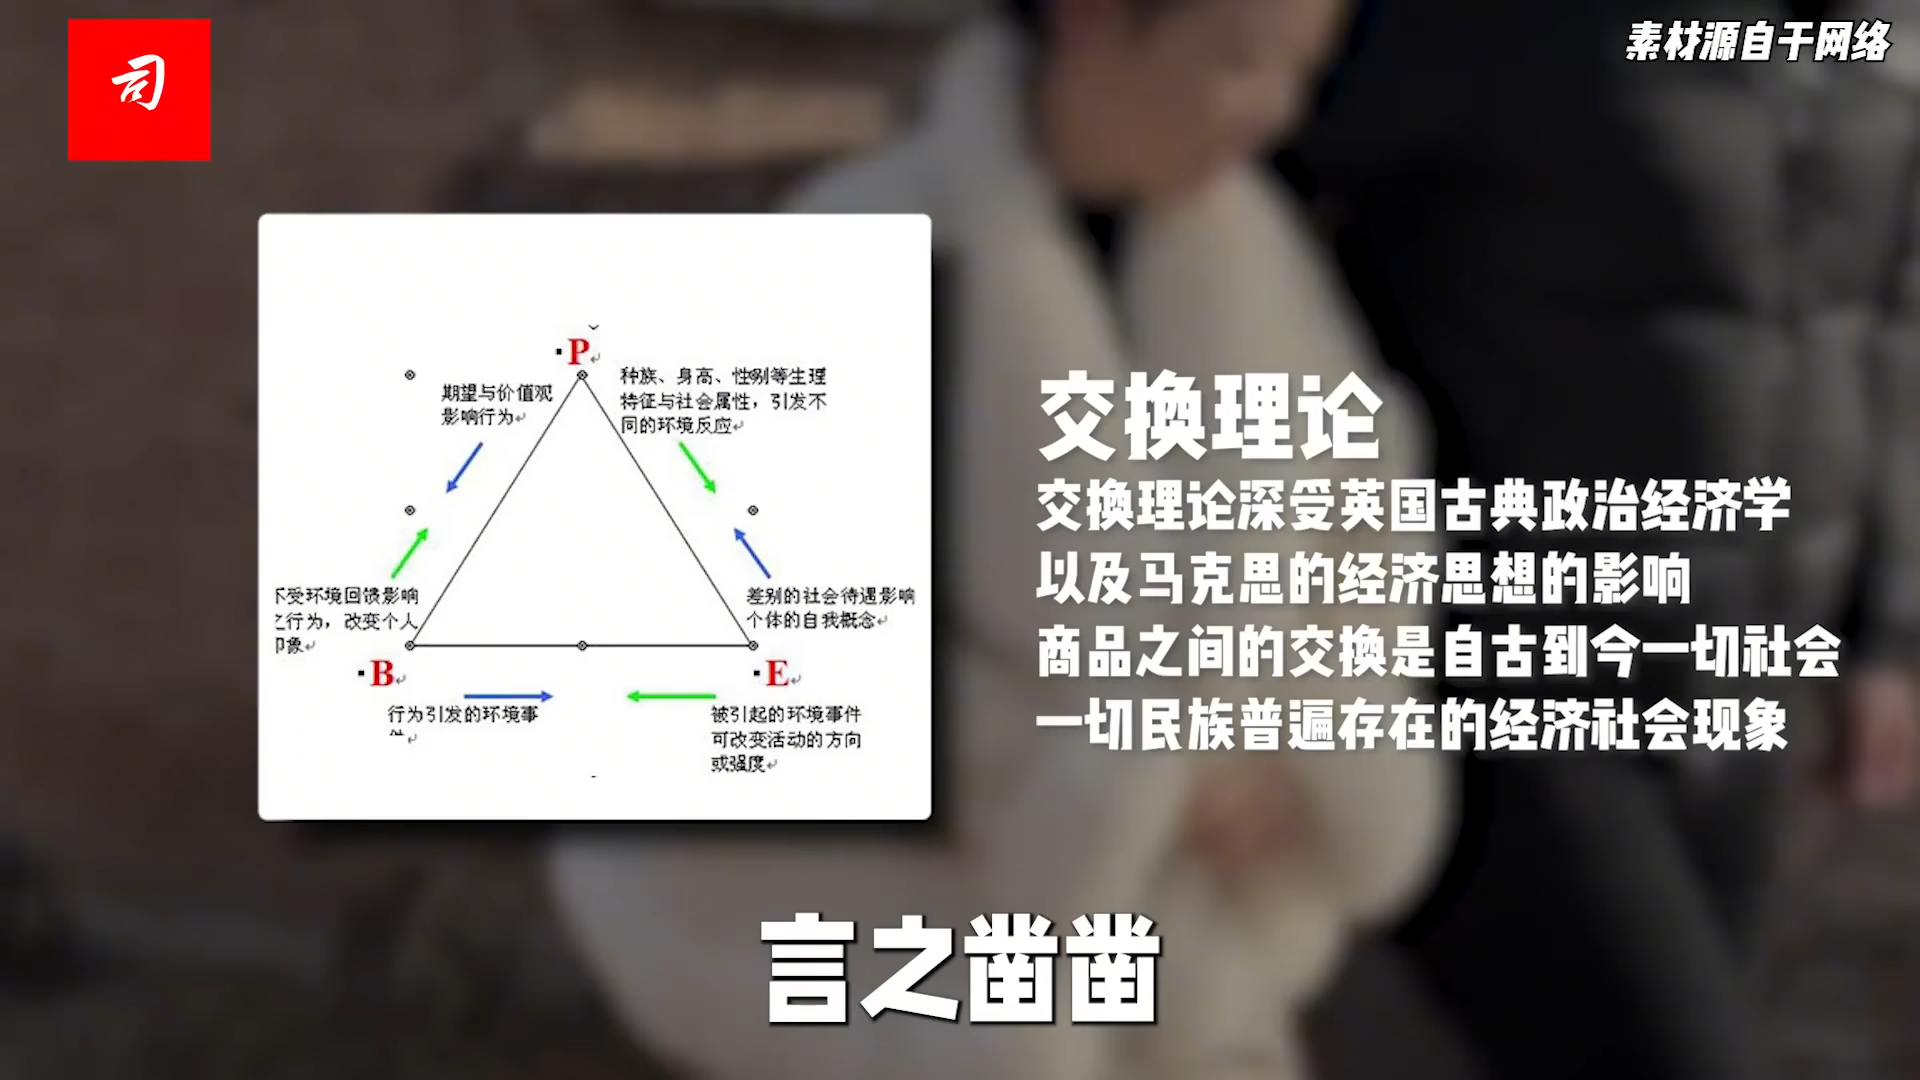 司
素材源自于网络
P
期望与价值观
影响行为
种族、身高、性别等生理
特征与社会属性，引发不
同的环境反应
受环境回馈影响
行为，改变个人
印象
差别的社会待遇影响
个体的自我概念
B
E
行为引发的环境事
被引起的环境事件
可改变活动的方向
或强度
交换理论
交换理论深受英国古典政治经济学
以及马克思的经济思想的影响
商品之间的交换是自古到今一切社会
一切民族普遍存在的经济社会现象
言之凿凿